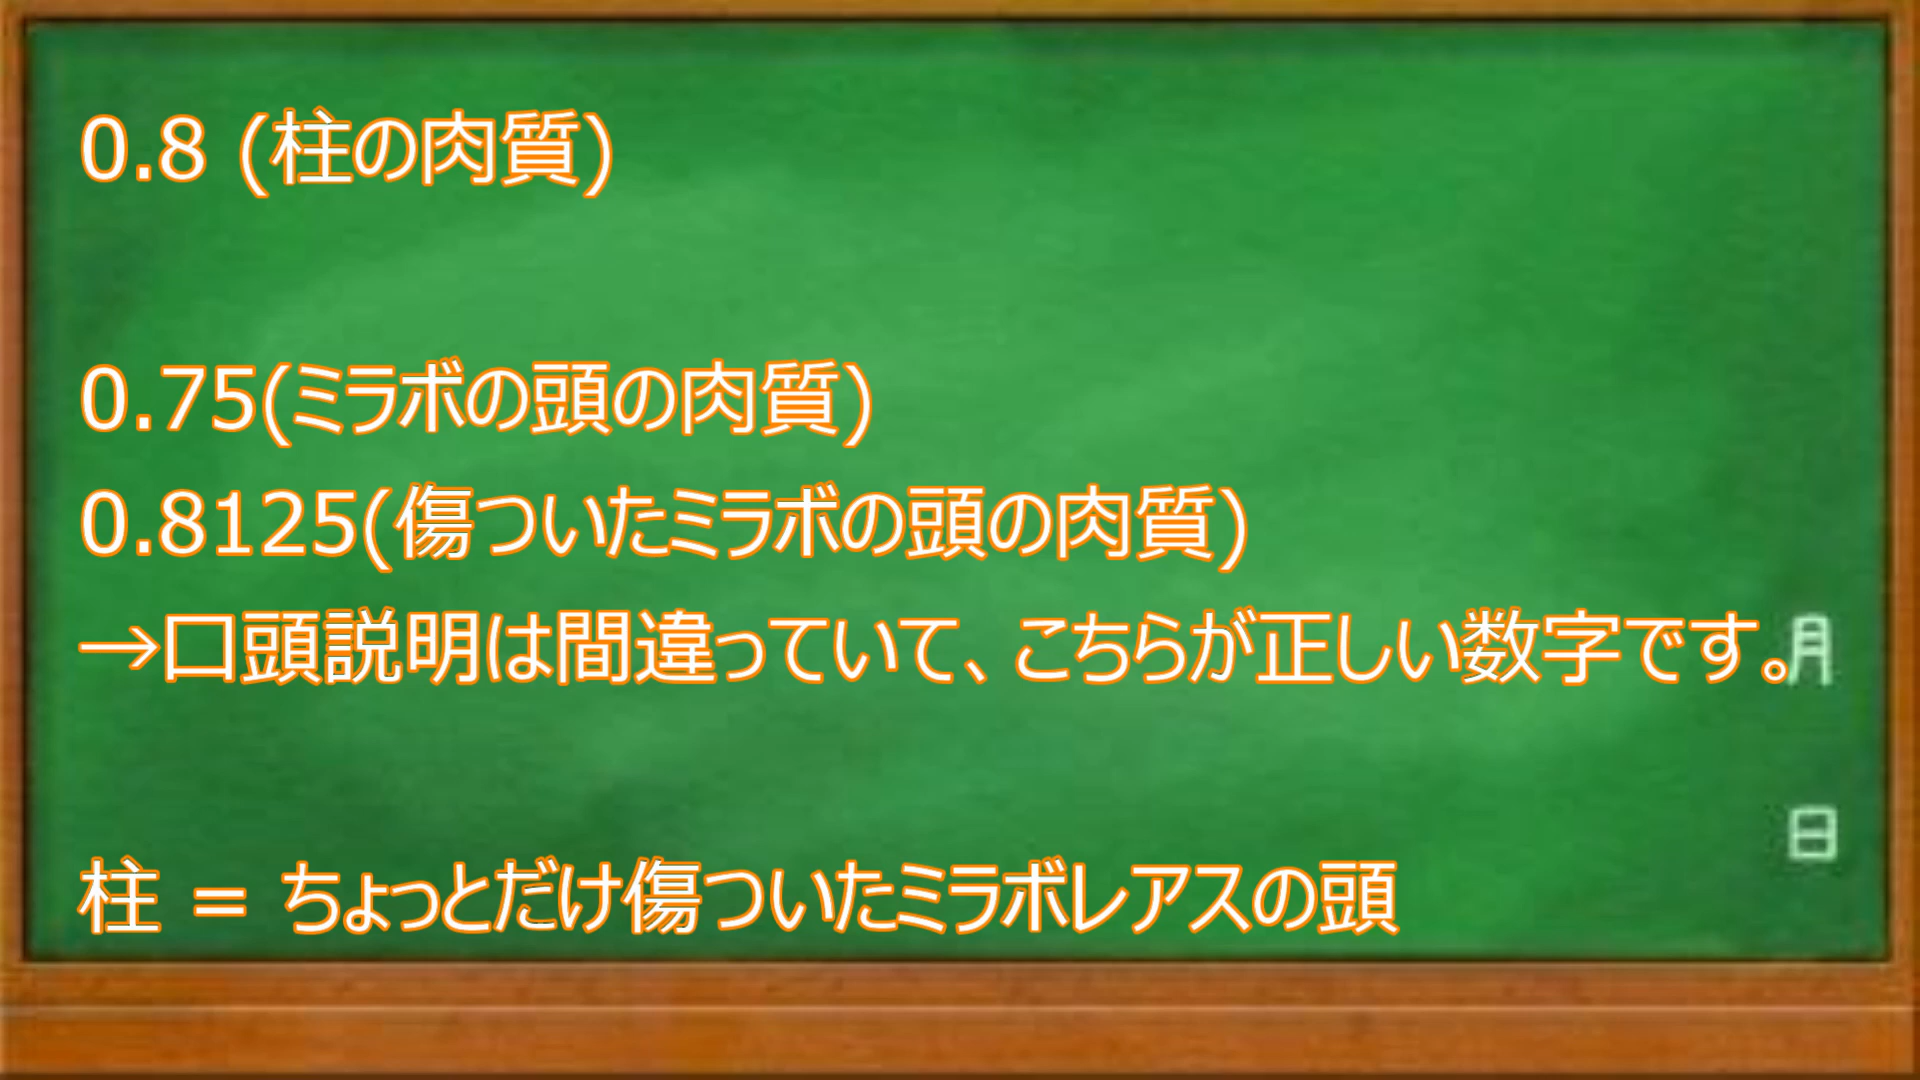 0.8 (柱の肉質)
0.75(ミラボの頭の肉質)
0.8125(傷ついたミラボの頭の肉質)
→口頭説明は間違っていて、こちらが正しい数字です。
柱 = ちょっとだけ傷ついたミラボレアスの頭
月
日